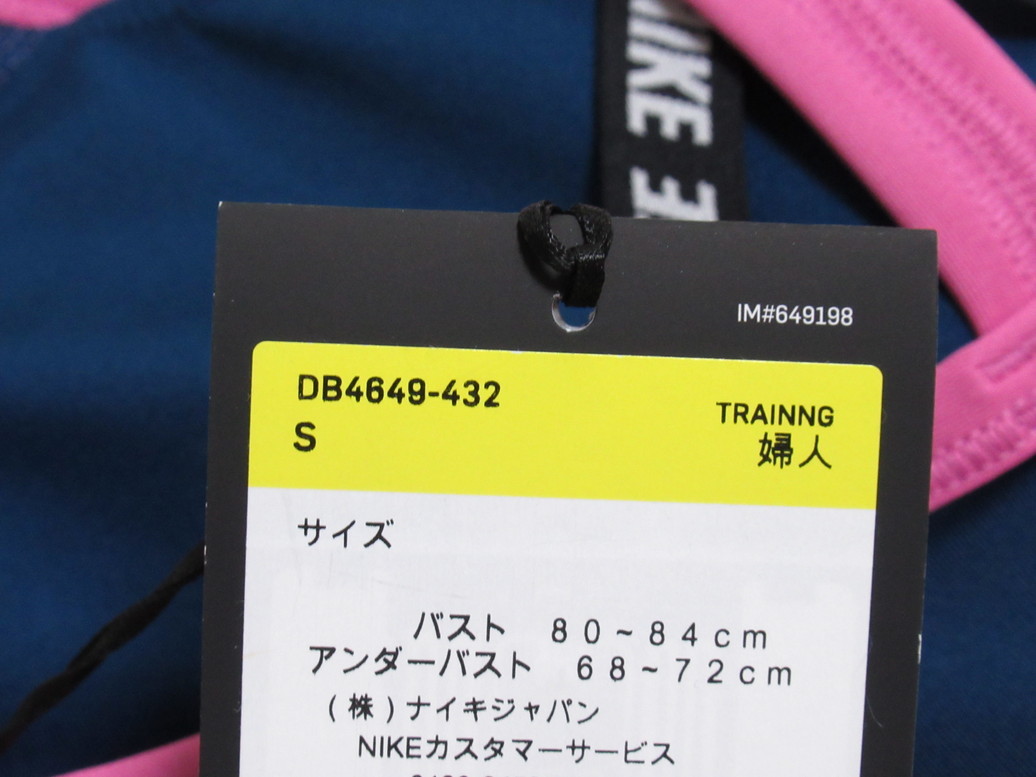 NIKE
IM#649198
DB4649-432
S
TRAINNG
婦人
サイズ
バスト 80~84cm
アンダーバスト 68~72cm
(株)ナイキジャパン
NIKEカスタマーサービス